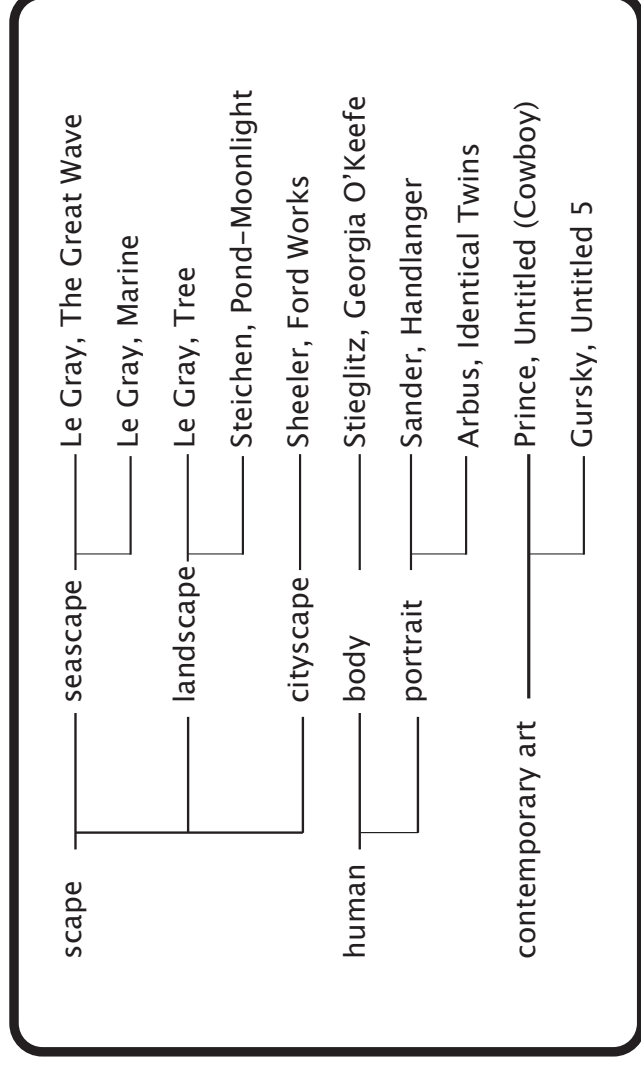 scape
seascape
Le Gray, The Great Wave
Le Gray, Marine
landscape
Le Gray, Tree
Steichen, Pond-Moonlight
cityscape
Sheeler, Ford Works
human
body
Stieglitz, Georgia O'Keefe
portrait
Sander, Handlanger
Arbus, Identical Twins
contemporary art
Prince, Untitled (Cowboy)
Gursky, Untitled 5